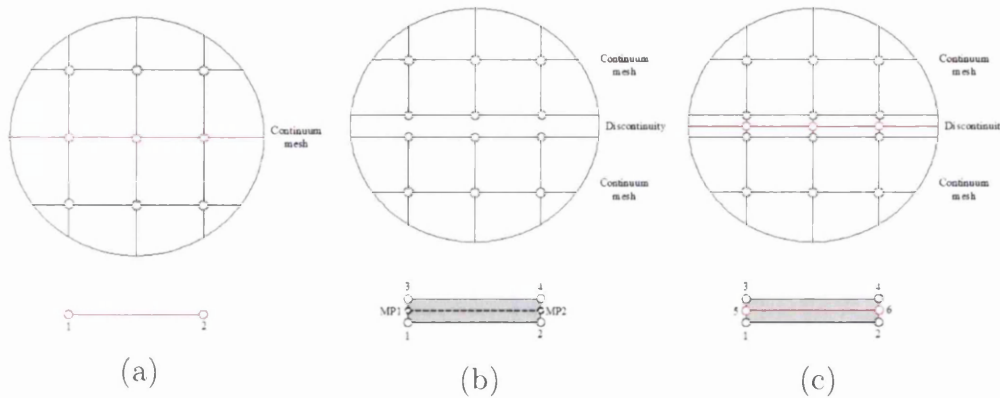 Continuum
mesh
Continuum
mesh
Discontinuity
Continuum
mesh
Continuum
mesh
Discontinuit
Continuum
mesh
1 2
3 4
MP1 MP2
1 2
3 4
5 6
1 2
(a)
(b)
(c)